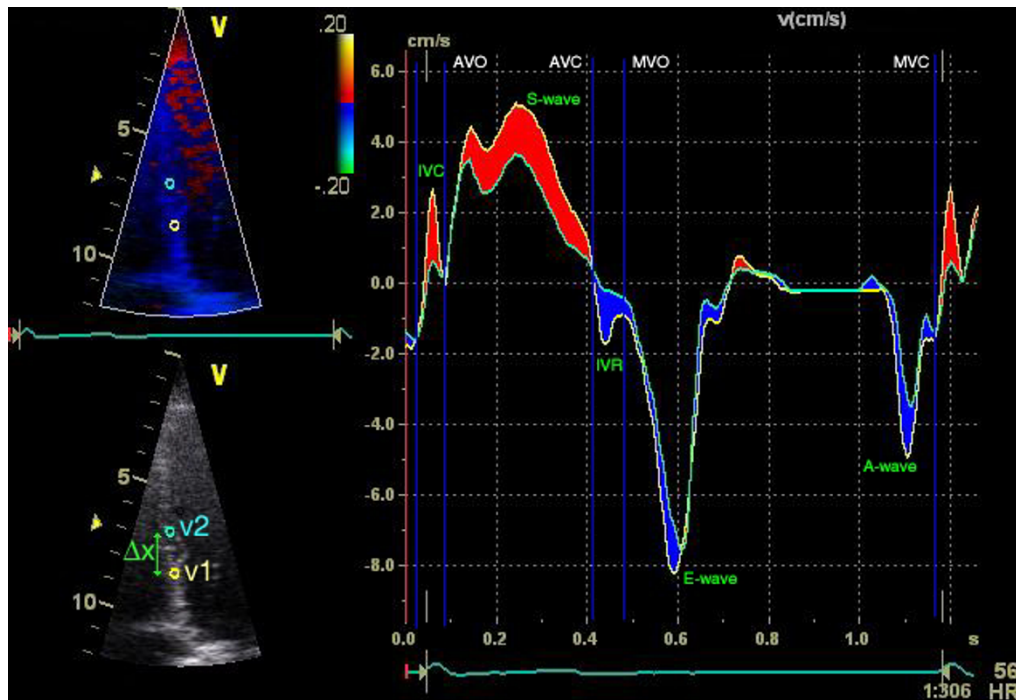 V
.20
-.20
5
10
V
5
V2
Δx
V1
10
v(cm/s)
cm/s
AVO
AVC
MVO
MVC
6.0
4.0
2.0
0.0
-2.0
-4.0
-6.0
-8.0
S-wave
IVC
IVR
A-wave
E-wave
0.0
0.2
0.4
0.6
0.8
1.0
s
56
1:306
HR